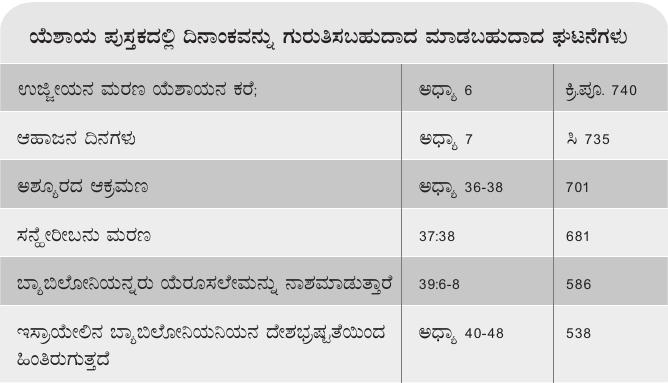 ಯೆಶಾಯ ಪುಸ್ತಕದಲ್ಲಿ ದಿನಾಂಕವನ್ನು ಗುರುತಿಸಬಹುದಾದ ಮಾಡಬಹುದಾದ ಘಟನೆಗಳು
ಉಜ್ಜೀಯನ ಮರಣ ಯೆಶಾಯನ ಕರೆ; ಅಧ್ಯಾ 6 ಕ್ರಿ.ಪೂ. 740
ಆಹಾಜನ ದಿನಗಳು ಅಧ್ಯಾ 7 ಸಿ 735
ಅಶ್ಯೂರದ ಆಕ್ರಮಣ ಅಧ್ಯಾ 36-38 701
ಸನ್ಹೇರೀಬನು ಮರಣ 37:38 681
ಬ್ಯಾಬಿಲೋನಿಯನ್ನರು ಯೆರೂಸಲೇಮನ್ನು ನಾಶಮಾಡುತ್ತಾರೆ 39:6-8 586
ಇಸ್ರಾಯೇಲಿನ ಬ್ಯಾಬಿಲೋನಿಯನಿಯನ ದೇಶಭ್ರಷ್ಟತೆಯಿಂದ ಅಧ್ಯಾ 40-48 538
ಹಿಂತಿರುಗುತ್ತದೆ